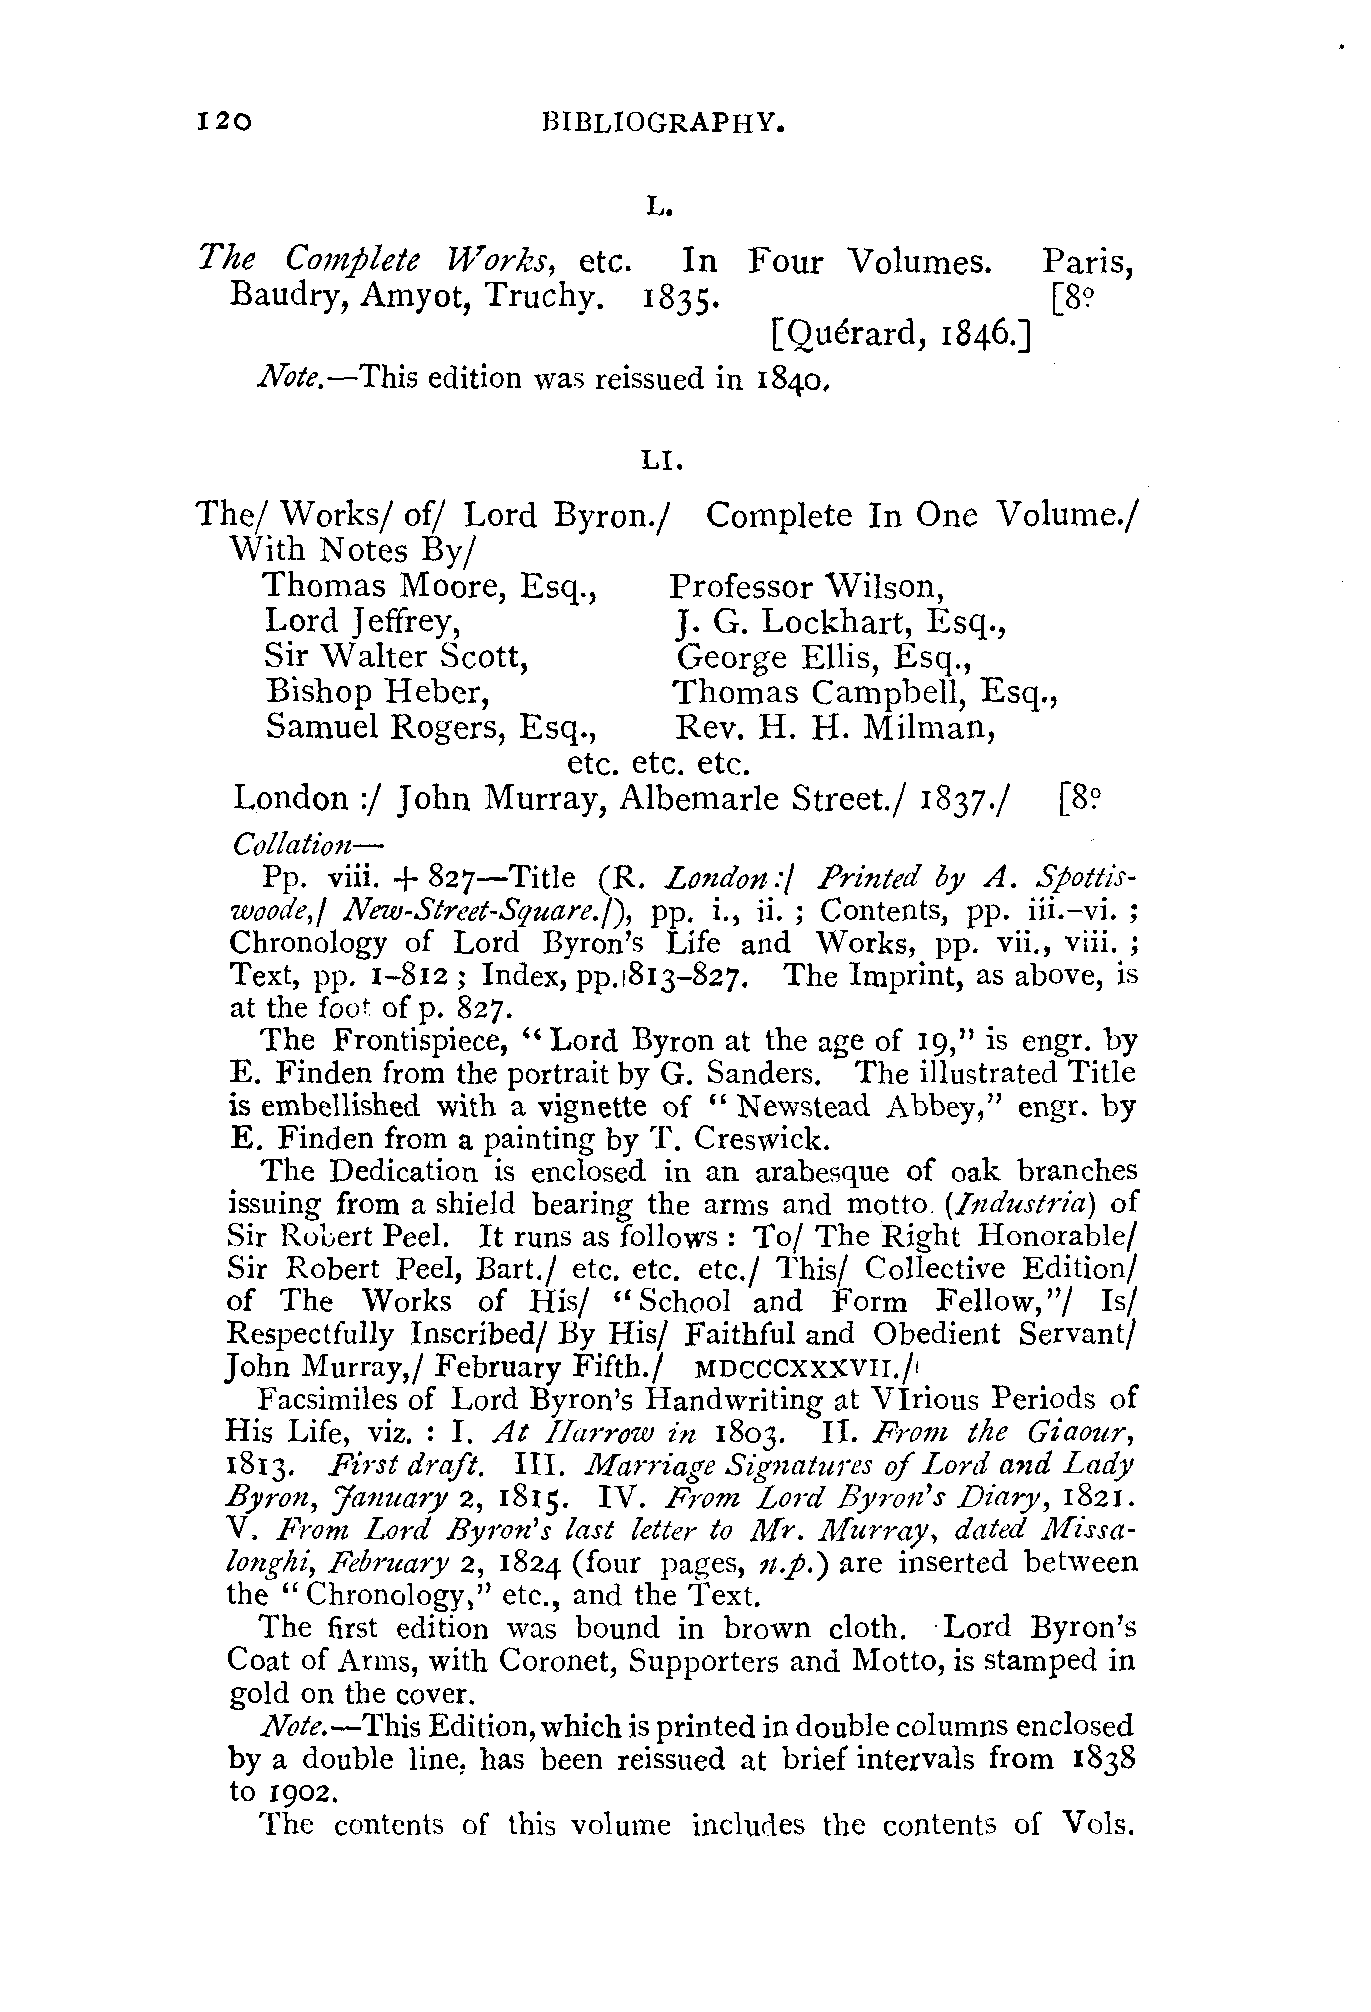 120 BIBLIOGRAPHY.
L.
The Complete Works, etc. In Four Volumes. Paris,
Baudry, Amyot, Truchy. 1835. [8º
[Quérard, 1846.]
Note.—This edition was reissued in 1840.
LI.
The/ Works/ of/ Lord Byron./ Complete In One Volume./
With Notes By/
Thomas Moore, Esq., Professor Wilson,
Lord Jeffrey, J. G. Lockhart, Esq.,
Sir Walter Scott, George Ellis, Esq.,
Bishop Heber, Thomas Campbell, Esq.,
Samuel Rogers, Esq., Rev. H. H. Milman,
etc. etc. etc.
London :/ John Murray, Albemarle Street./ 1837./ [8º
Collation—
Pp. viii. + 827—Title (R. London:/ Printed by A. Spottis-
woode,/ New-Street-Square./), pp. i., ii. ; Contents, pp. iii.–vi. ;
Chronology of Lord Byron's Life and Works, pp. vii., viii. ;
Text, pp. 1–812 ; Index, pp. 813–827. The Imprint, as above, is
at the foot of p. 827.
The Frontispiece, “Lord Byron at the age of 19,” is engr. by
E. Finden from the portrait by G. Sanders. The illustrated Title
is embellished with a vignette of “Newstead Abbey,” engr. by
E. Finden from a painting by T. Creswick.
The Dedication is enclosed in an arabesque of oak branches
issuing from a shield bearing the arms and motto (Industria) of
Sir Robert Peel. It runs as follows : To/ The Right Honorable/
Sir Robert Peel, Bart./ etc. etc. etc./ This/ Collective Edition/
of The Works of His/ “School and Form Fellow,”/ Is/
Respectfully Inscribed/ By His/ Faithful and Obedient Servant/
John Murray,/ February Fifth./ MDCCCXXXVII./
Facsimiles of Lord Byron's Handwriting at VIrious Periods of
His Life, viz. : I. At Harrow in 1803. II. From the Giaour,
1813. First draft. III. Marriage Signatures of Lord and Lady
Byron, January 2, 1815. IV. From Lord Byron's Diary, 1821.
V. From Lord Byron's last letter to Mr. Murray, dated Missa-
longhi, February 2, 1824 (four pages, n.p.) are inserted between
the “Chronology,” etc., and the Text.
The first edition was bound in brown cloth. Lord Byron's
Coat of Arms, with Coronet, Supporters and Motto, is stamped in
gold on the cover.
Note.—This Edition, which is printed in double columns enclosed
by a double line, has been reissued at brief intervals from 1838
to 1902.
The contents of this volume includes the contents of Vols.